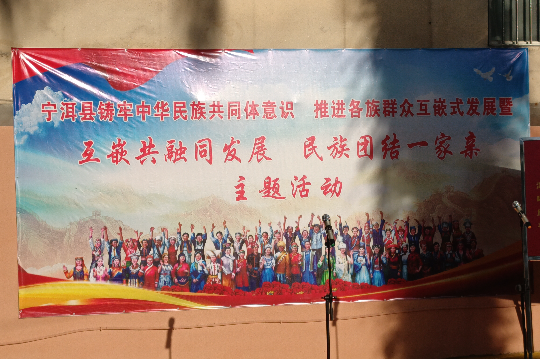 宁洱县铸牢中华民族共同体意识 推进各族群众互嵌式发展暨
互嵌共融同发展 民族团结一家亲
主题活动